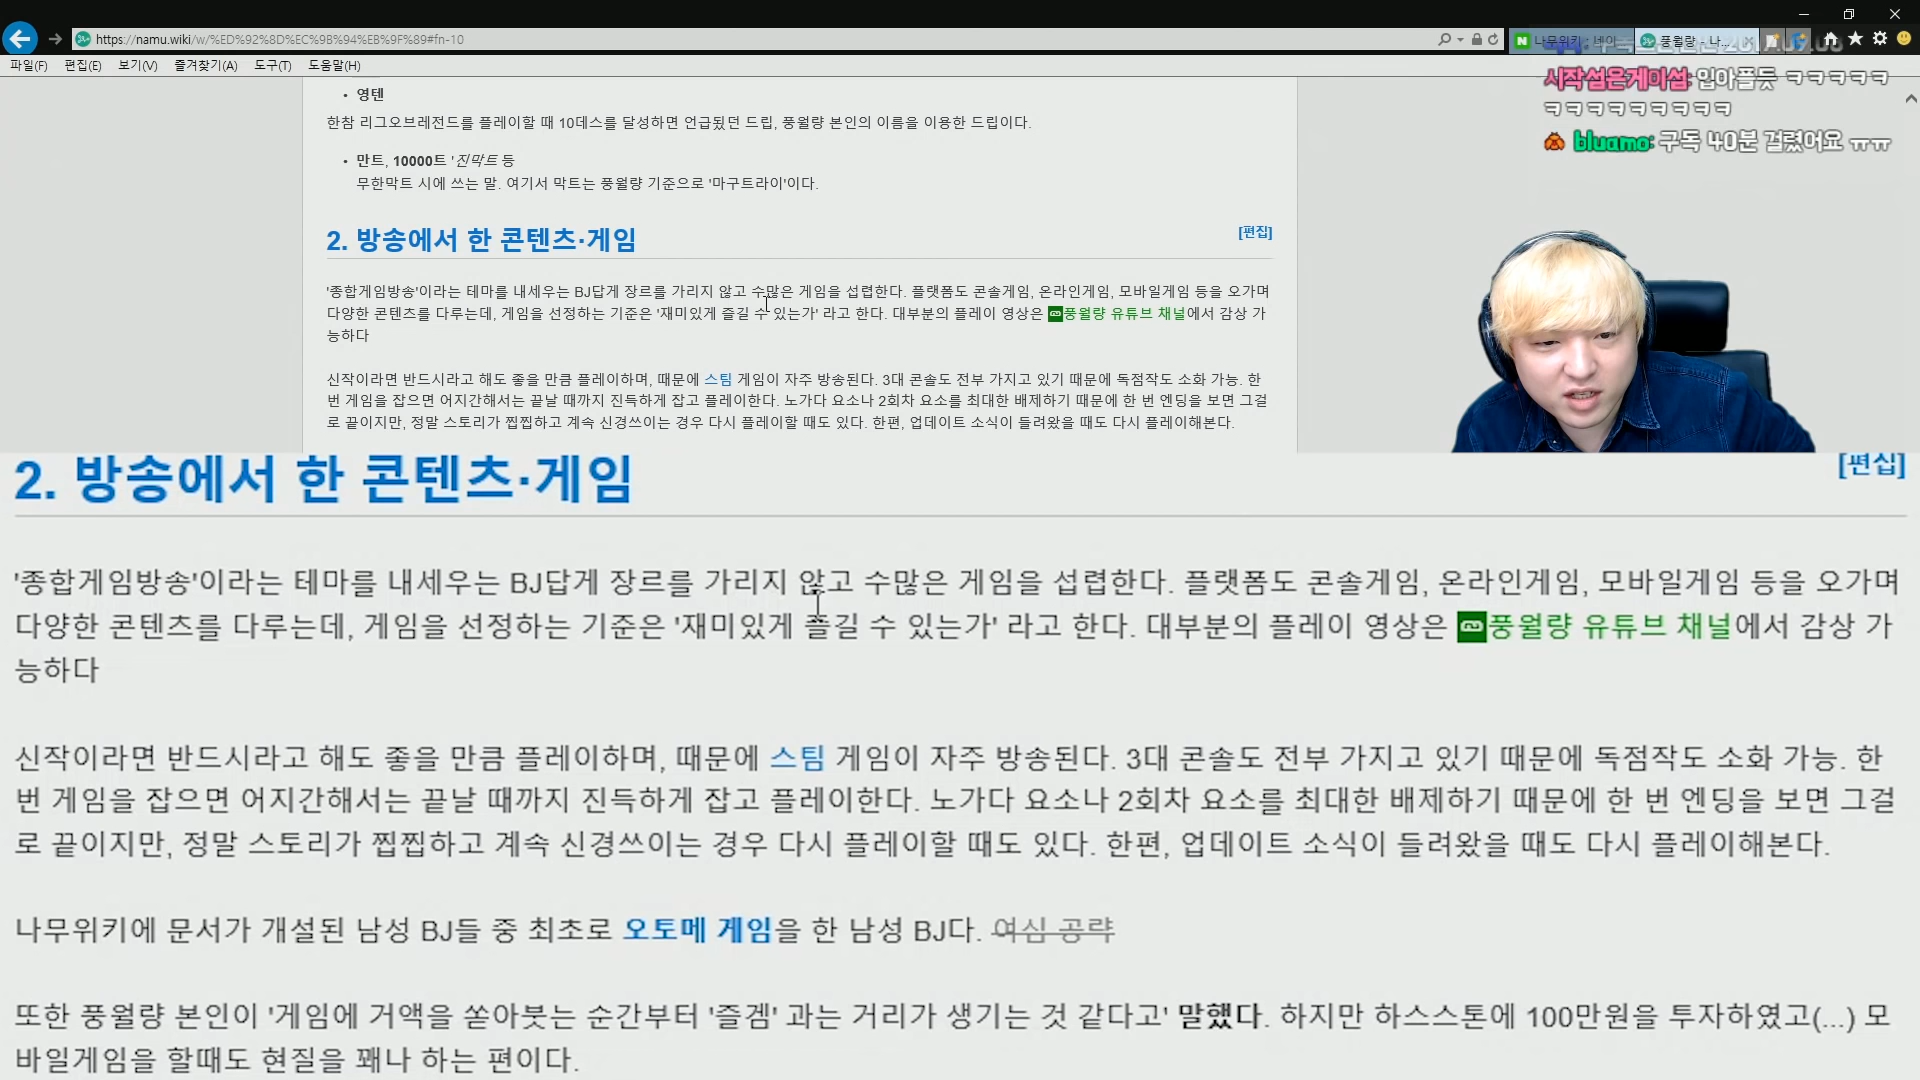 https://namu.wiki/w/%ED%92%8D%EC%9B%94%EB%9F%89#fn-10
파일(F) 편집(E) 보기(V) 즐겨찾기(A) 도구(T) 도움말(H)
시작섬은게이섬: 입아플듯 ㅋㅋㅋㅋㅋ
ㅋㅋㅋㅋㅋㅋㅋㅋㅋ
bluamo: 구독 40분 걸렸어요 ㅠㅠ
• 영텐
한참 리그오브레전드를 플레이할 때 10데스를 달성하면 언급됬던 드립, 풍월량 본인의 이름을 이용한 드립이다.
• 만트, 10000트 '진막트 등
무한막트 시에 쓰는 말. 여기서 막트는 풍월량 기준으로 '마구트라이'이다.
2. 방송에서 한 콘텐츠·게임 [편집]
'종합게임방송'이라는 테마를 내세우는 BJ답게 장르를 가리지 않고 수많은 게임을 섭렵한다. 플랫폼도 콘솔게임, 온라인게임, 모바일게임 등을 오가며
다양한 콘텐츠를 다루는데, 게임을 선정하는 기준은 '재미있게 즐길 수 있는가' 라고 한다. 대부분의 플레이 영상은 풍월량 유튜브 채널에서 감상 가
능하다
신작이라면 반드시라고 해도 좋을 만큼 플레이하며, 때문에 스팀 게임이 자주 방송된다. 3대 콘솔도 전부 가지고 있기 때문에 독점작도 소화 가능. 한
번 게임을 잡으면 어지간해서는 끝날 때까지 진득하게 잡고 플레이한다. 노가다 요소나 2회차 요소를 최대한 배제하기 때문에 한 번 엔딩을 보면 그걸
로 끝이지만, 정말 스토리가 찝찝하고 계속 신경쓰이는 경우 다시 플레이할 때도 있다. 한편, 업데이트 소식이 들려왔을 때도 다시 플레이해본다.
2. 방송에서 한 콘텐츠·게임 [편집]
'종합게임방송'이라는 테마를 내세우는 BJ답게 장르를 가리지 않고 수많은 게임을 섭렵한다. 플랫폼도 콘솔게임, 온라인게임, 모바일게임 등을 오가며
다양한 콘텐츠를 다루는데, 게임을 선정하는 기준은 '재미있게 즐길 수 있는가' 라고 한다. 대부분의 플레이 영상은 풍월량 유튜브 채널에서 감상 가
능하다
신작이라면 반드시라고 해도 좋을 만큼 플레이하며, 때문에 스팀 게임이 자주 방송된다. 3대 콘솔도 전부 가지고 있기 때문에 독점작도 소화 가능. 한
번 게임을 잡으면 어지간해서는 끝날 때까지 진득하게 잡고 플레이한다. 노가다 요소나 2회차 요소를 최대한 배제하기 때문에 한 번 엔딩을 보면 그걸
로 끝이지만, 정말 스토리가 찝찝하고 계속 신경쓰이는 경우 다시 플레이할 때도 있다. 한편, 업데이트 소식이 들려왔을 때도 다시 플레이해본다.
나무위키에 문서가 개설된 남성 BJ들 중 최초로 오토메 게임을 한 남성 BJ다. 여심 공략
또한 풍월량 본인이 '게임에 거액을 쏟아붓는 순간부터 '즐겜' 과는 거리가 생기는 것 같다고' 말했다. 하지만 하스스톤에 100만원을 투자하였고(...) 모
바일게임을 할때도 현질을 꽤나 하는 편이다.